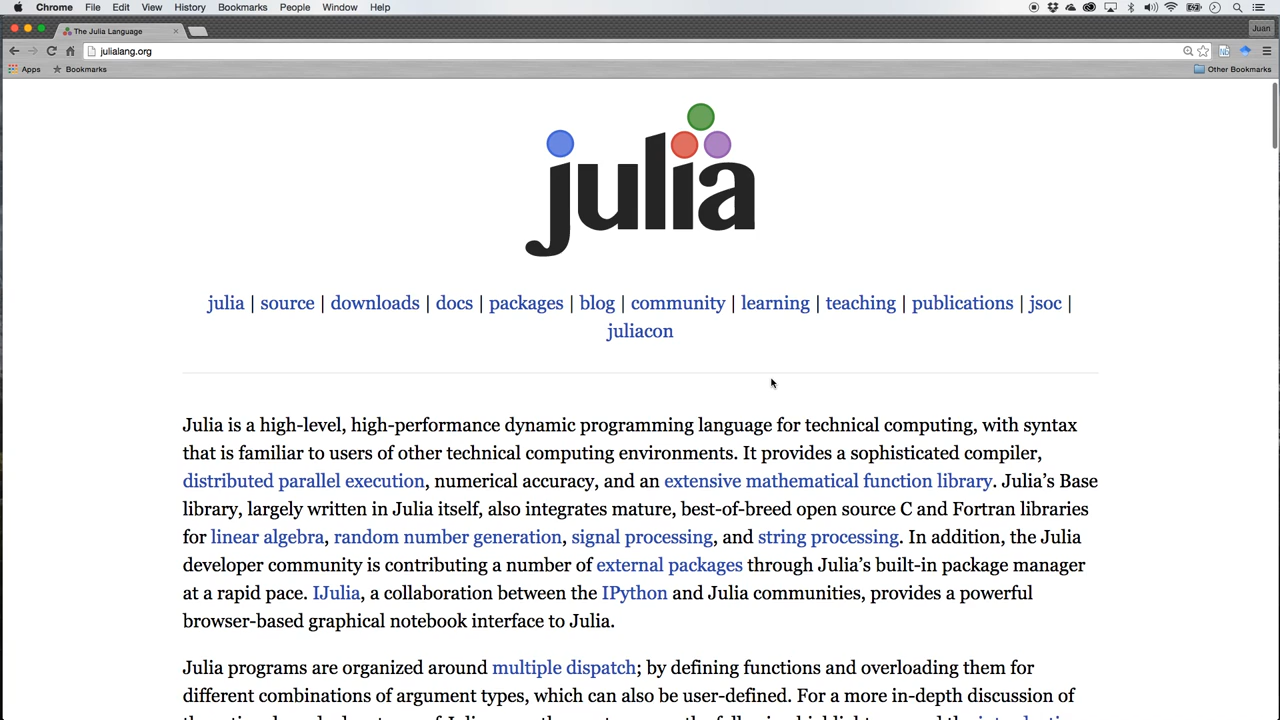 Chrome File Edit View History Bookmarks People Window Help
The Julia Language
Juan
julialang.org
Apps Bookmarks Other Bookmarks
julia
julia | source | downloads | docs | packages | blog | community | learning | teaching | publications | jsoc |
juliacon
Julia is a high-level, high-performance dynamic programming language for technical computing, with syntax
that is familiar to users of other technical computing environments. It provides a sophisticated compiler,
distributed parallel execution, numerical accuracy, and an extensive mathematical function library. Julia’s Base
library, largely written in Julia itself, also integrates mature, best-of-breed open source C and Fortran libraries
for linear algebra, random number generation, signal processing, and string processing. In addition, the Julia
developer community is contributing a number of external packages through Julia’s built-in package manager
at a rapid pace. IJulia, a collaboration between the IPython and Julia communities, provides a powerful
browser-based graphical notebook interface to Julia.
Julia programs are organized around multiple dispatch; by defining functions and overloading them for
different combinations of argument types, which can also be user-defined. For a more in-depth discussion of